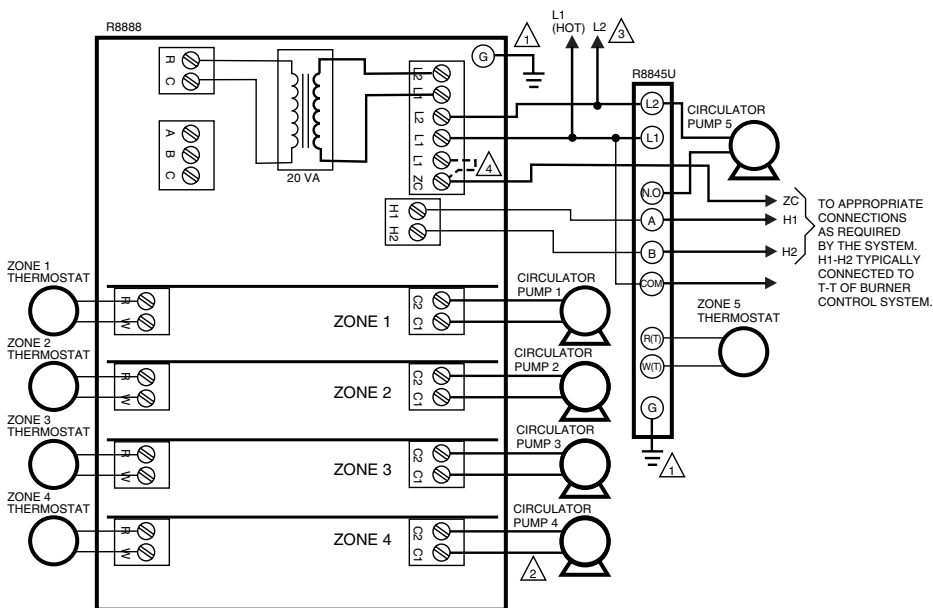 R8888
R
C
A
B
C
20 VA
L2
L1
L2
L1
L1
ZC
G
1
L1
(HOT)
L2
3
4
H1
H2
R8845U
L2
L1
N.O
A
B
COM
R(T)
W(T)
G
1
CIRCULATOR
PUMP 5
ZC
H1
H2
TO APPROPRIATE
CONNECTIONS
AS REQUIRED
BY THE SYSTEM.
H1-H2 TYPICALLY
CONNECTED TO
T-T OF BURNER
CONTROL SYSTEM.
ZONE 5
THERMOSTAT
ZONE 1
THERMOSTAT
R
W
ZONE 1
C2
C1
CIRCULATOR
PUMP 1
ZONE 2
THERMOSTAT
R
W
ZONE 2
C2
C1
CIRCULATOR
PUMP 2
ZONE 3
THERMOSTAT
R
W
ZONE 3
C2
C1
CIRCULATOR
PUMP 3
ZONE 4
THERMOSTAT
R
W
ZONE 4
C2
C1
CIRCULATOR
PUMP 4
2